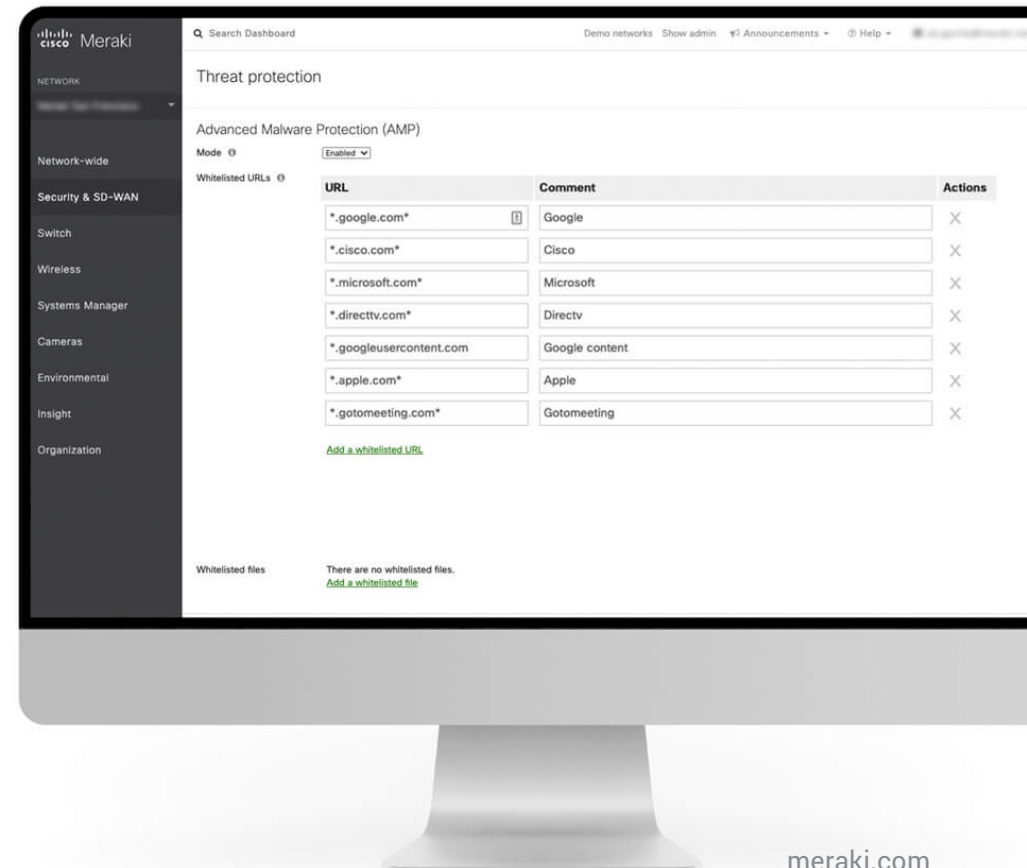 cisco Meraki
Search Dashboard
Demo networks Show admin Announcements Help
NETWORK
Network-wide
Security & SD-WAN
Switch
Wireless
Systems Manager
Cameras
Environmental
Insight
Organization
Threat protection
Advanced Malware Protection (AMP)
Mode Enabled
Whitelisted URLs
URL Comment Actions
*.google.com* Google X
*.cisco.com* Cisco X
*.microsoft.com* Microsoft X
*.directtv.com* Directv X
*.googleusercontent.com Google content X
*.apple.com* Apple X
*.gotomeeting.com* Gotomeeting X
Add a whitelisted URL
Whitelisted files There are no whitelisted files.
Add a whitelisted file
meraki.com